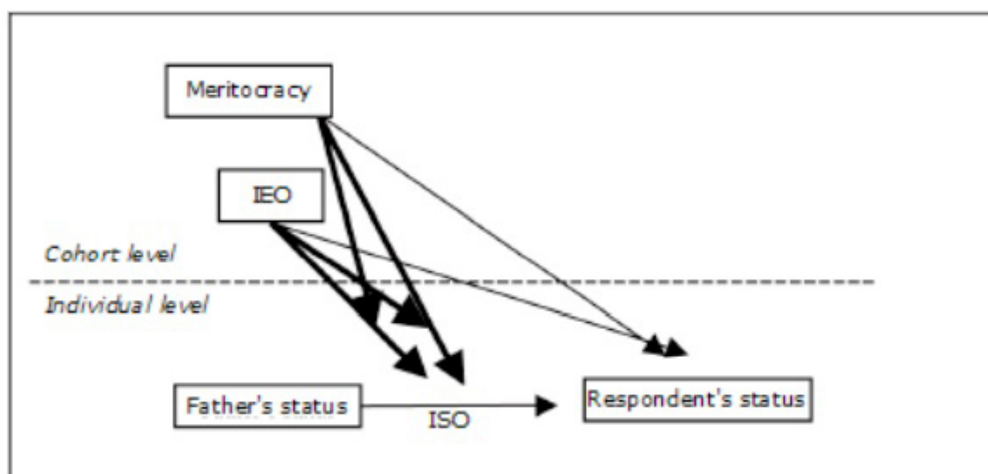 Meritocracy
IEO
Cohort level
Individual level
Father's status
ISO
Respondent's status